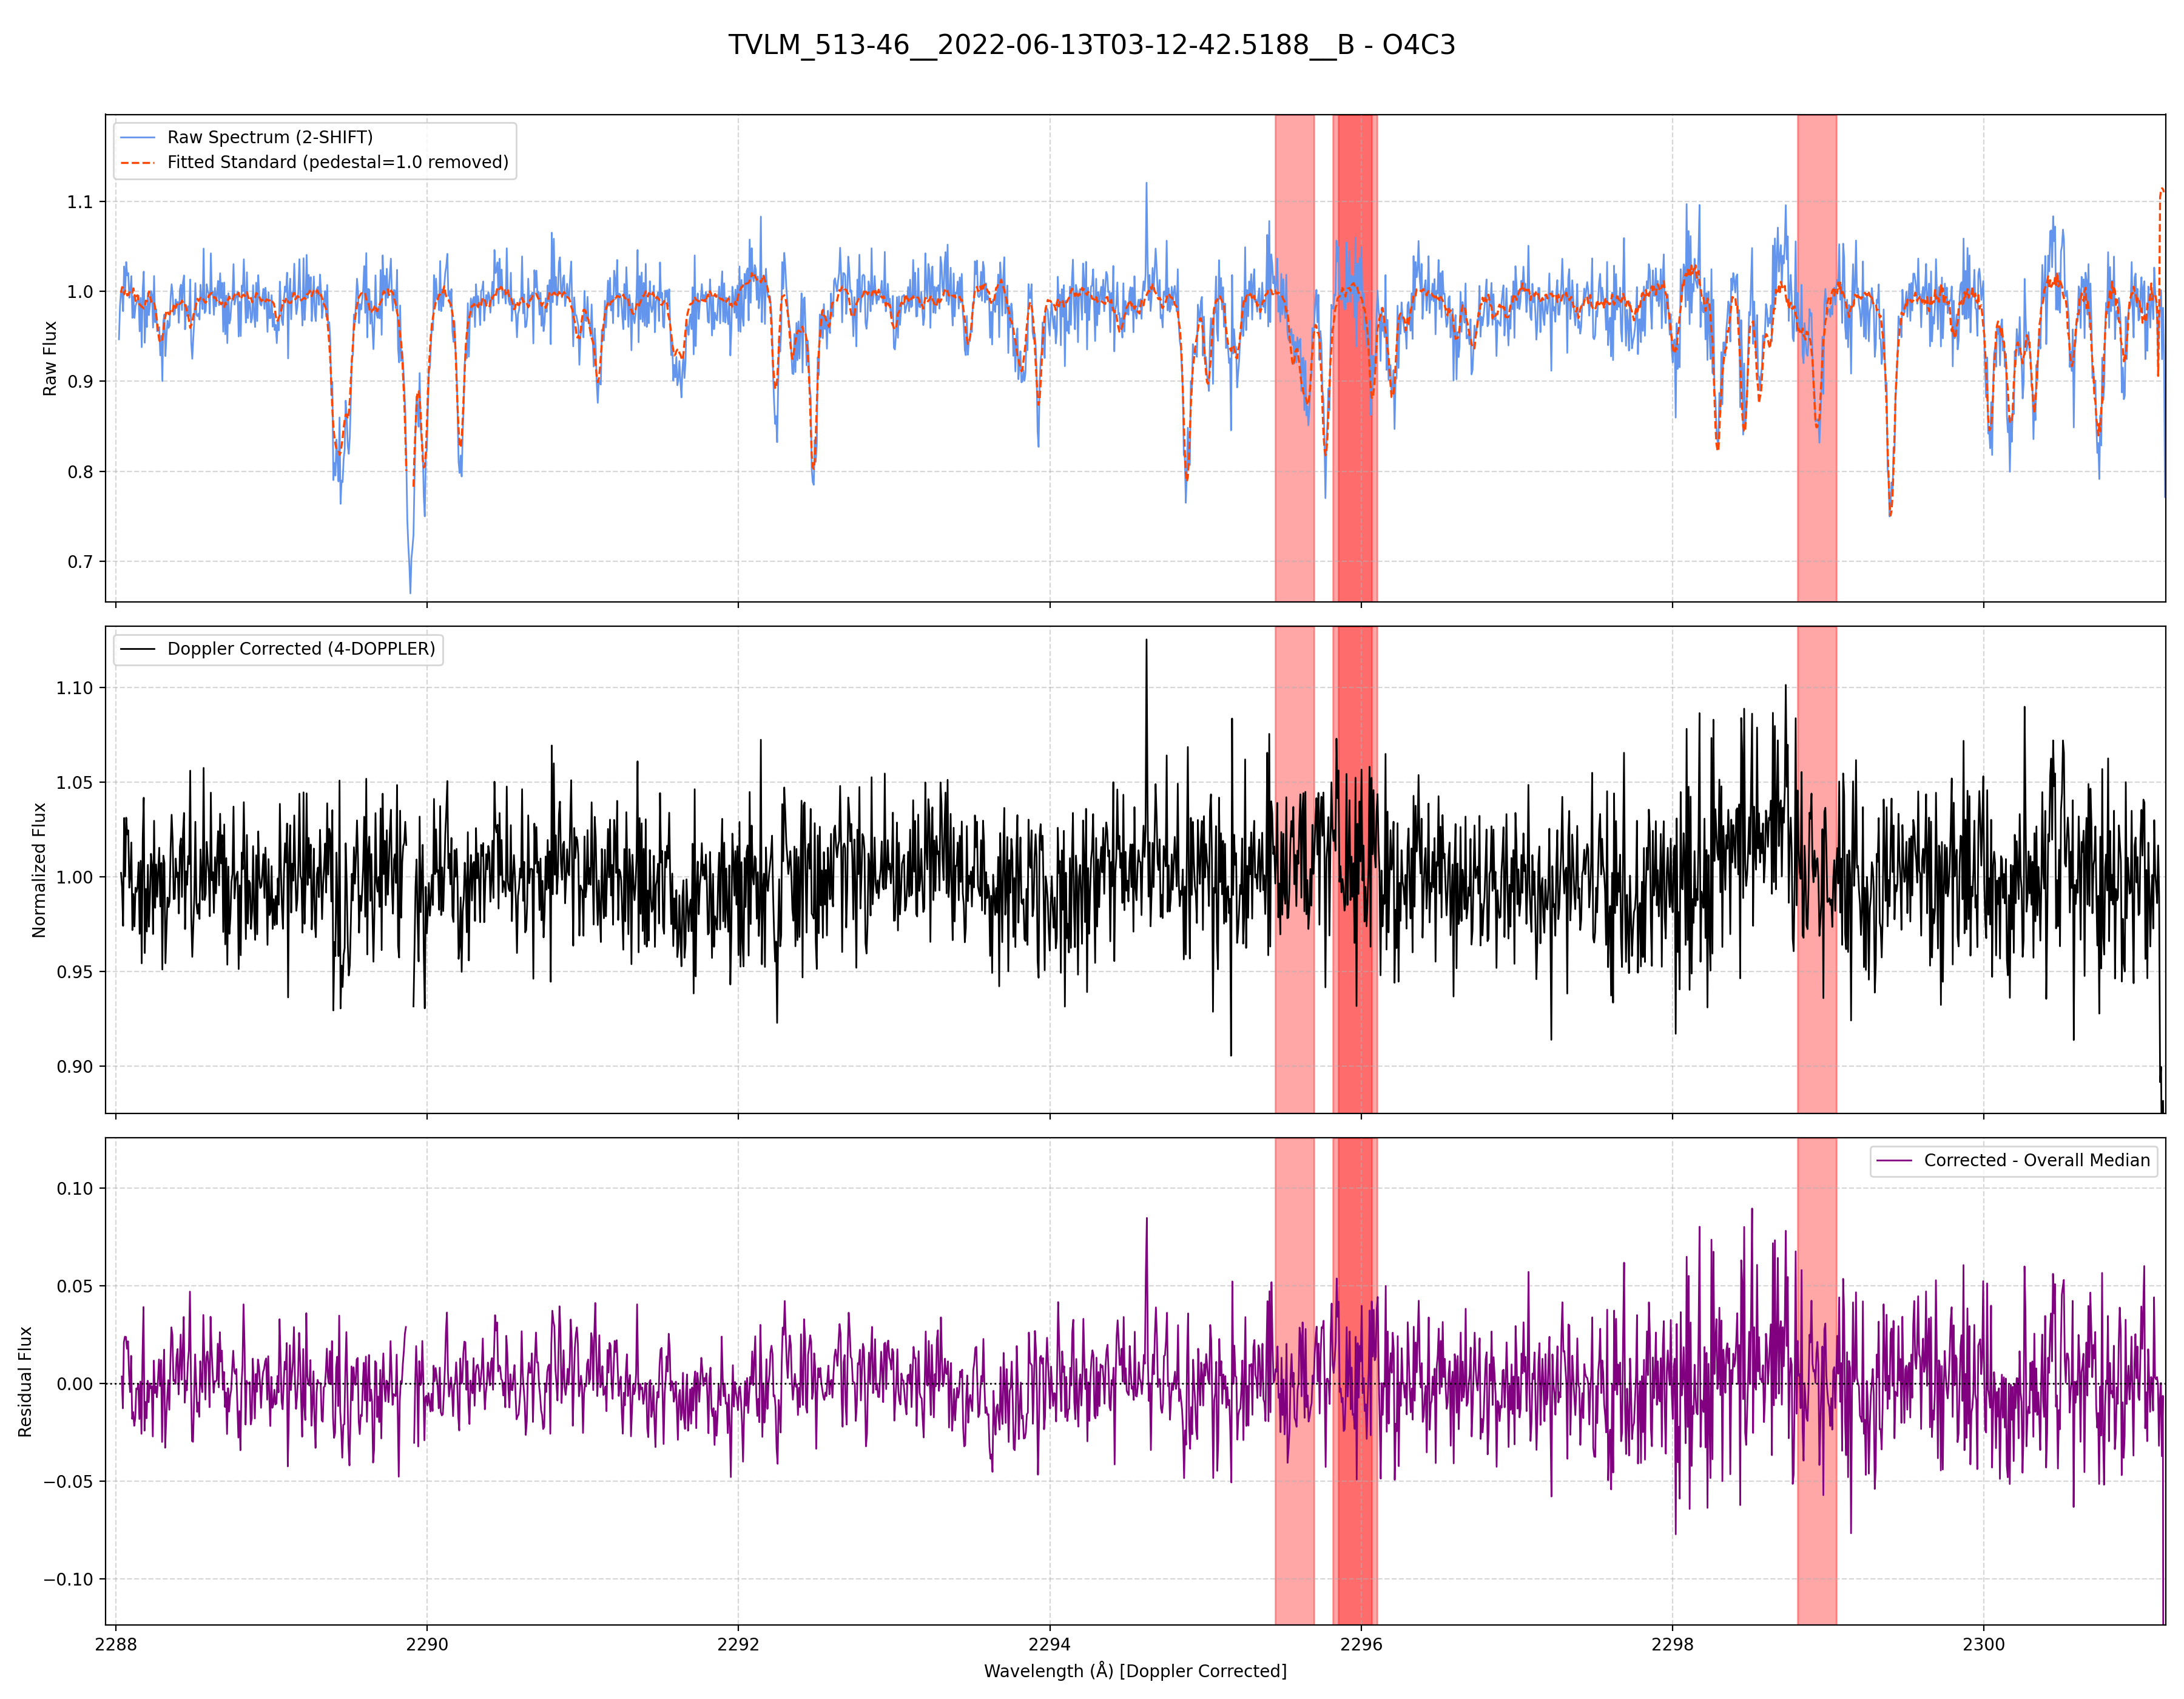 TVLM_513-46__2022-06-13T03-12-42.5188__B - O4C3
Raw Spectrum (2-SHIFT)
Fitted Standard (pedestal=1.0 removed)
Raw Flux
1.1
1.0
0.9
0.8
0.7
Doppler Corrected (4-DOPPLER)
Normalized Flux
1.10
1.05
1.00
0.95
0.90
Corrected - Overall Median
Residual Flux
0.10
0.05
0.00
−0.05
−0.10
2288 2290 2292 2294 2296 2298 2300
Wavelength (Å) [Doppler Corrected]